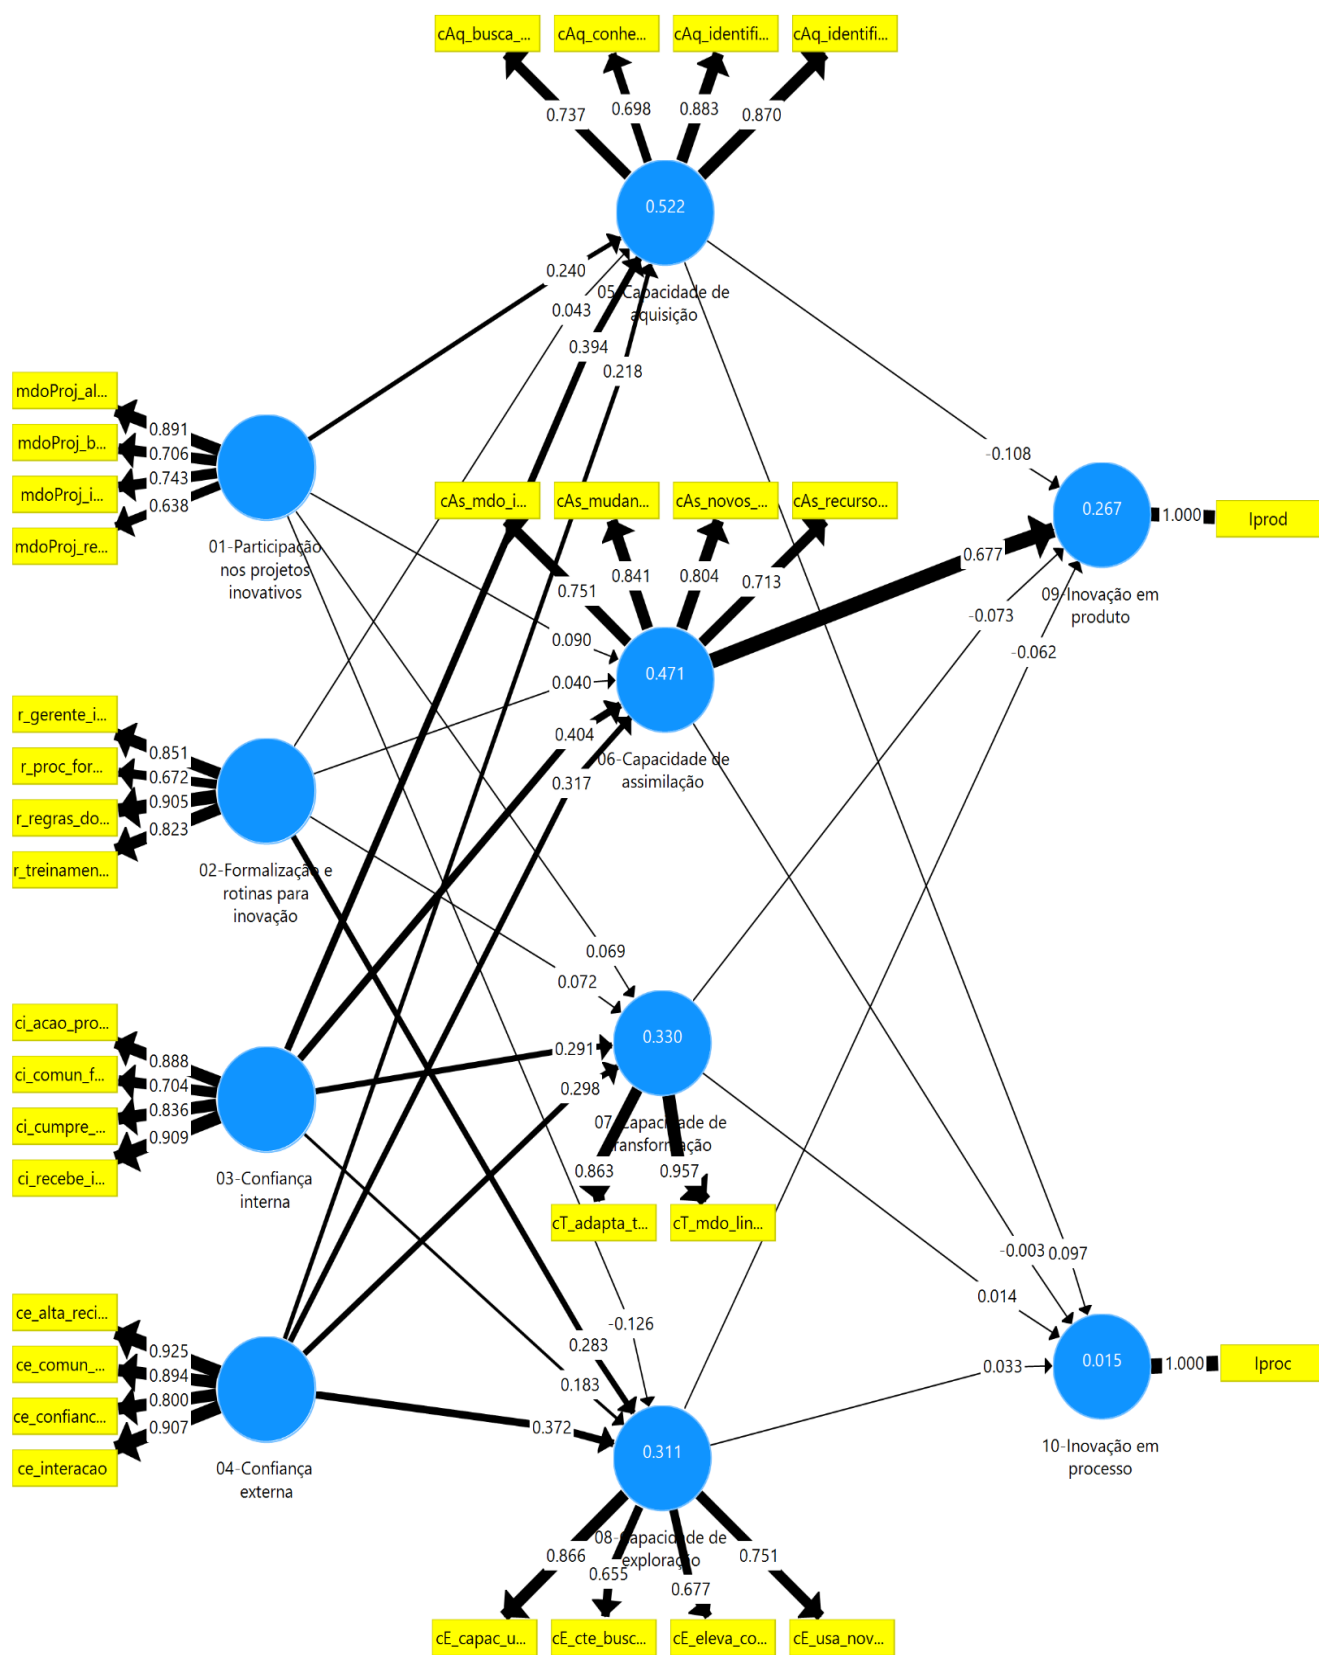 cAq_busca_...
cAq_conhe...
cAq_identifi...
cAq_identifi...
0.737
0.698
0.883
0.870
0.522
05-Capacidade de
aquisição
0.240
0.043
0.394
0.218
mdoProj_al...
mdoProj_b...
mdoProj_i...
mdoProj_re...
0.891
0.706
0.743
0.638
01-Participação
nos projetos
inovativos
cAs_mdo_i...
cAs_mudan...
cAs_novos_...
cAs_recurso...
0.751
0.841
0.804
0.713
0.471
06-Capacidade de
assimilação
0.090
0.040
0.404
0.317
-0.108
0.677
-0.073
-0.062
0.267
1.000
Iprod
09-Inovação em
produto
r_gerente_i...
r_proc_for...
r_regras_do...
r_treinamen...
0.851
0.672
0.905
0.823
02-Formalização e
rotinas para
inovação
0.069
0.072
0.291
0.298
0.330
07-Capacidade de
transformação
0.863
0.957
cT_adapta_t...
cT_mdo_lin...
ci_acao_pro...
ci_comun_f...
ci_cumpre_...
ci_recebe_i...
0.888
0.704
0.836
0.909
03-Confiança
interna
ce_alta_reci...
ce_comun_...
ce_confianc...
ce_interacao
0.925
0.894
0.800
0.907
04-Confiança
externa
-0.126
0.283
0.183
0.372
0.311
08-Capacidade de
exploração
-0.003
0.097
0.014
0.033
0.015
1.000
Iproc
10-Inovação em
processo
0.866
0.655
0.677
0.751
cE_capac_u...
cE_cte_busc...
cE_eleva_co...
cE_usa_nov...